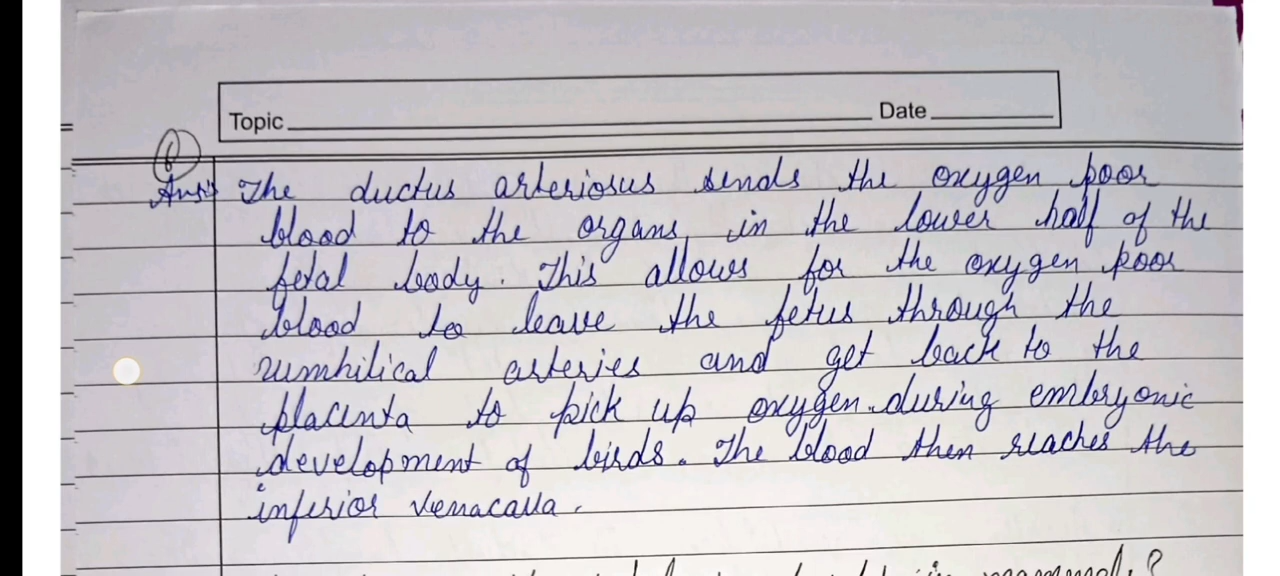 Topic Date
6
Ans:- The ductus arteriosus sends the oxygen poor
blood to the organs in the lower half of the
fetal body. This allows for the oxygen poor
blood to leave the fetus through the
umbilical arteries and get back to the
placenta to pick up oxygen during embryonic
development of birds. The blood then reaches the
inferior venacava.
in mammals?